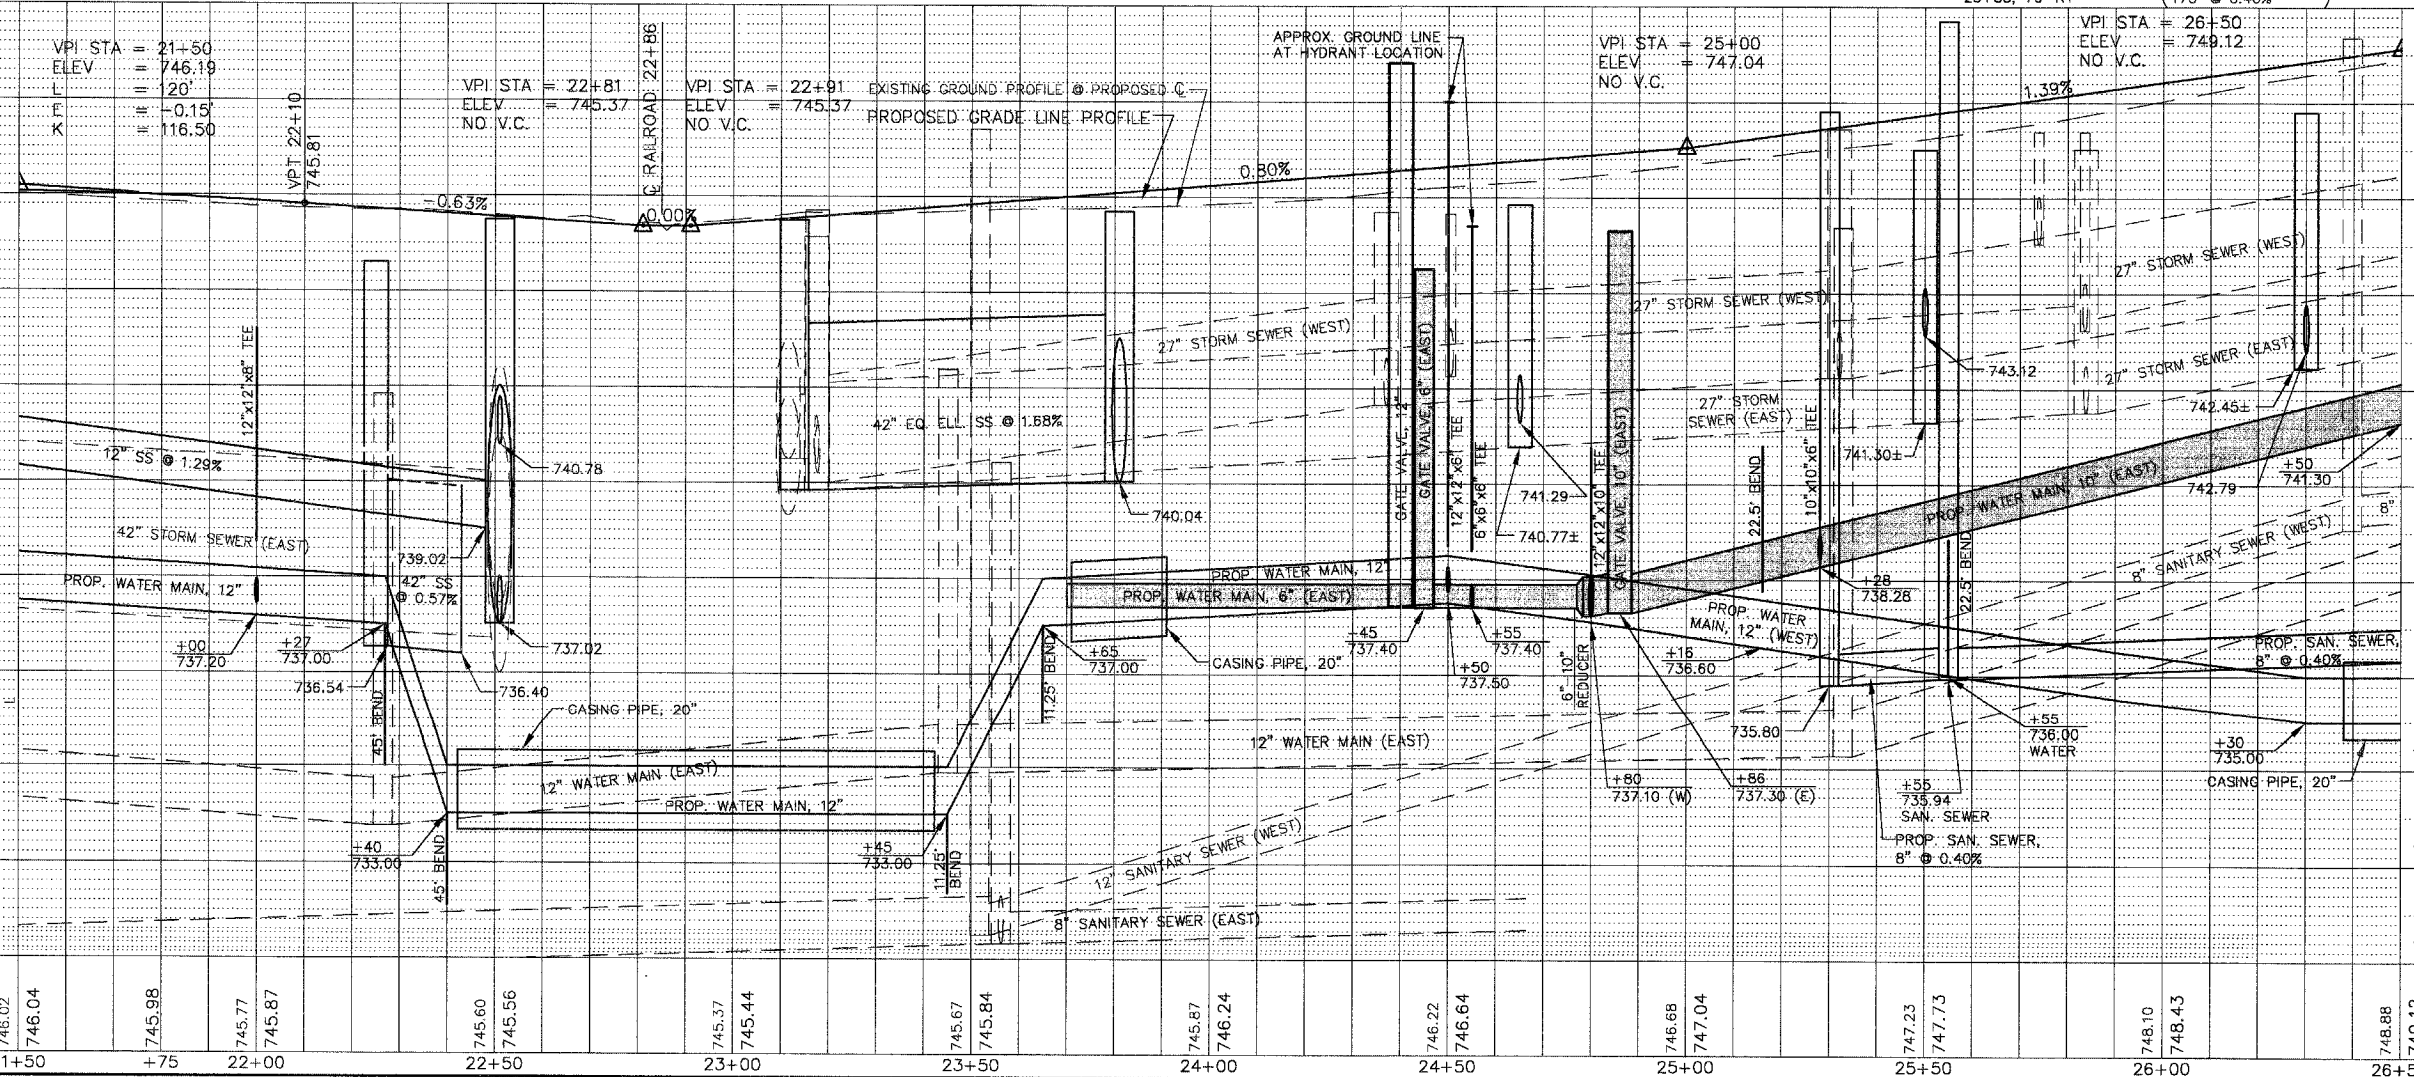 VPI STA = 21+50
ELEV = 746.19
L = 120'
E = -0.15'
K = 116.50
VPT 22+10
745.81
VPI STA = 22+81
ELEV = 745.37
NO V.C.
℄ RAILROAD 22+86
VPI STA = 22+91
ELEV = 745.37
NO V.C.
EXISTING GROUND PROFILE @ PROPOSED ℄
PROPOSED GRADE LINE PROFILE
APPROX. GROUND LINE
AT HYDRANT LOCATION
VPI STA = 25+00
ELEV = 747.04
NO V.C.
VPI STA = 26+50
ELEV = 749.12
NO V.C.
-0.63%
0.00%
0.80%
1.39%
12"x12"x8" TEE
12" SS @ 1.29%
42" STORM SEWER (EAST)
PROP. WATER MAIN, 12"
+00
737.20
+27
737.00
736.54
45° BEND
42" SS
@ 0.57%
739.02
740.78
737.02
736.40
CASING PIPE, 20"
12" WATER MAIN (EAST)
PROP. WATER MAIN, 12"
+40
733.00
45° BEND
+45
733.00
11.25°
BEND
42" EQ. ELL. SS @ 1.68%
740.04
27" STORM SEWER (WEST)
PROP. WATER MAIN, 12"
PROP. WATER MAIN, 6" (EAST)
11.25° BEND
+65
737.00
CASING PIPE, 20"
GATE VALVE, 12"
GATE VALVE, 6" (EAST)
12"x12"x6" TEE
6"x6"x6" TEE
+45
737.40
+50
737.50
+55
737.40
741.29
740.77±
6"-10"
REDUCER
12"x12"x10" TEE
GATE VALVE, 10" (EAST)
12" WATER MAIN (EAST)
12" SANITARY SEWER (WEST)
8" SANITARY SEWER (EAST)
27" STORM SEWER (WEST)
27" STORM
SEWER (EAST)
22.5° BEND
10"x10"x6" TEE
PROP. WATER
MAIN, 12" (WEST)
+16
736.60
+80
737.10 (W)
+86
737.30 (E)
735.80
+28
738.28
741.30±
743.12
22.5° BEND
PROP. WATER MAIN, 10" (EAST)
+55
736.00
WATER
+55
735.94
SAN. SEWER
PROP. SAN. SEWER,
8" @ 0.40%
27" STORM SEWER (WEST)
27" STORM SEWER (EAST)
742.45±
742.79
+50
741.30
8" SANITARY SEWER (WEST)
8"
PROP. SAN. SEWER,
8" @ 0.40%
+30
735.00
CASING PIPE, 20"
746.02
746.04
745.98
745.77
745.87
745.60
745.56
745.37
745.44
745.67
745.84
745.87
746.24
746.22
746.64
746.68
747.04
747.23
747.73
748.10
748.43
748.88
1+50 +75 22+00 22+50 23+00 23+50 24+00 24+50 25+00 25+50 26+00